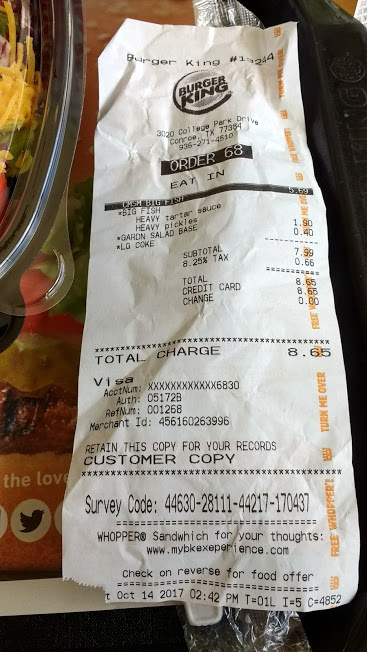 Burger King #13244
BURGER
KING
3020 College Park Drive
Conroe, TX 77384
936-271-4510
ORDER 68
EAT IN
BIG FISH 5.69
*BIG FISH
HEAVY tartar sauce
HEAVY pickles
*GARDN SALAD BASE 1.90
*LG COKE 0.40
SUBTOTAL 7.99
8.25% TAX 0.66
TOTAL 8.65
CREDIT CARD 8.65
CHANGE 0.00
TOTAL CHARGE 8.65
Visa
AcctNum: XXXXXXXXXXXX6830
Auth: 05172B
RefNum: 001268
Merchant Id: 456160263996
RETAIN THIS COPY FOR YOUR RECORDS
CUSTOMER COPY
Survey Code: 44630-28111-44217-170437
WHOPPER® Sandwich for your thoughts:
www.mybkexperience.com
Check on reverse for food offer
t Oct 14 2017 02:42 PM T=01L I=5 C=4852
TURN ME OVER
FREE WHOPPER!
TURN ME OVER
FREE WHOPPER!
the love